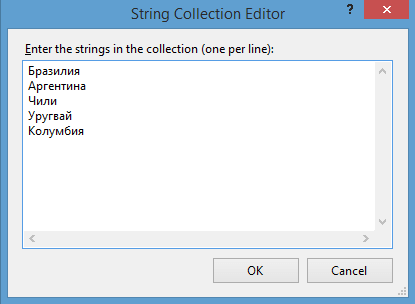 String Collection Editor
?
Enter the strings in the collection (one per line):
Бразилия
Аргентина
Чили
Уругвай
Колумбия
OK
Cancel